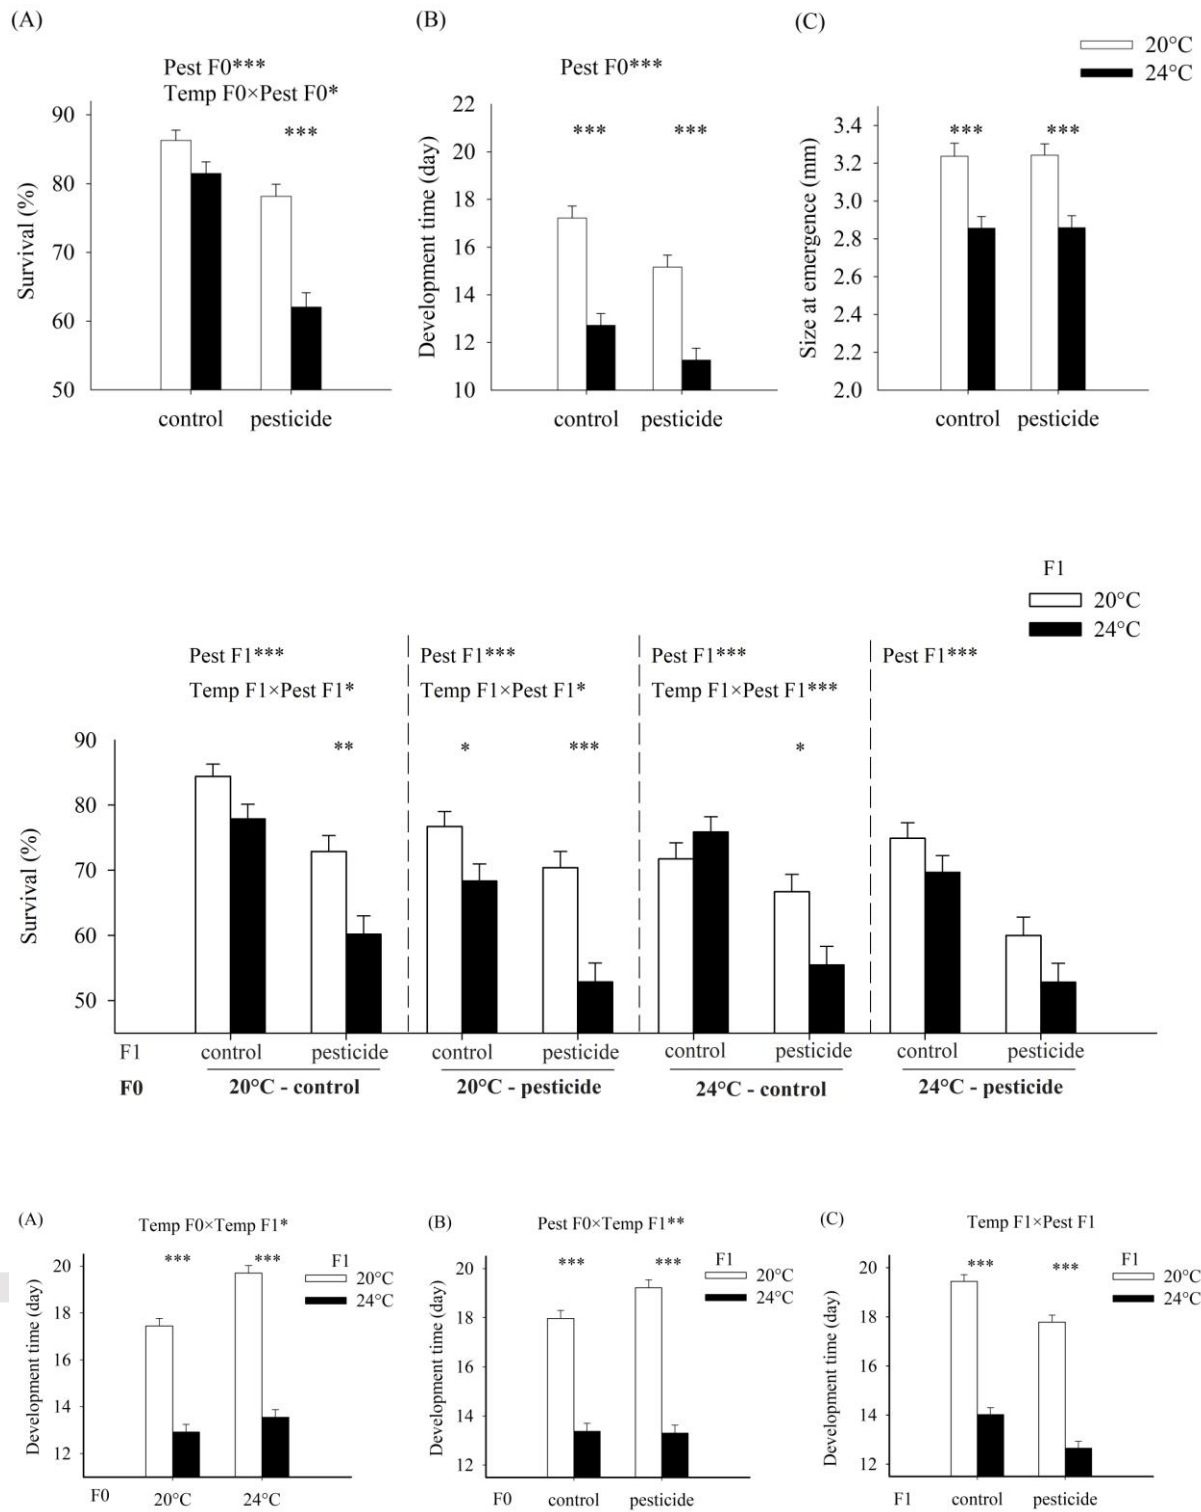 (A)
(B)
(C)
20°C
24°C
Pest F0***
Temp F0×Pest F0*
Pest F0***
***
*** ***
*** ***
Survival (%)
90
80
70
60
50
control pesticide
Development time (day)
22
20
18
16
14
12
10
control pesticide
Size at emergence (mm)
3.4
3.2
3.0
2.8
2.6
2.4
2.2
2.0
control pesticide
F1
20°C
24°C
Pest F1***
Temp F1×Pest F1*
Pest F1***
Temp F1×Pest F1*
Pest F1***
Temp F1×Pest F1***
Pest F1***
** * *** *
Survival (%)
90
80
70
60
50
F1 control pesticide control pesticide control pesticide control pesticide
F0 20°C - control 20°C - pesticide 24°C - control 24°C - pesticide
(A)
Temp F0×Temp F1*
*** ***
F1
20°C
24°C
Development time (day)
20
18
16
14
12
F0 20°C 24°C
(B)
Pest F0×Temp F1**
*** ***
F1
20°C
24°C
Development time (day)
20
18
16
14
12
F0 control pesticide
(C)
Temp F1×Pest F1
*** ***
F1
20°C
24°C
Development time (day)
20
18
16
14
12
F1 control pesticide